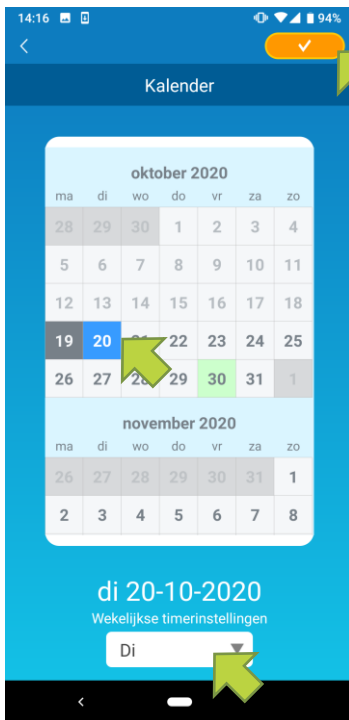 14:16 94%
Kalender
oktober 2020
ma di wo do vr za zo
28 29 30 1 2 3 4
5 6 7 8 9 10 11
12 13 14 15 16 17 18
19 20 21 22 23 24 25
26 27 28 29 30 31 1
november 2020
ma di wo do vr za zo
26 27 28 29 30 31 1
2 3 4 5 6 7 8
di 20-10-2020
Wekelijkse timerinstellingen
Di